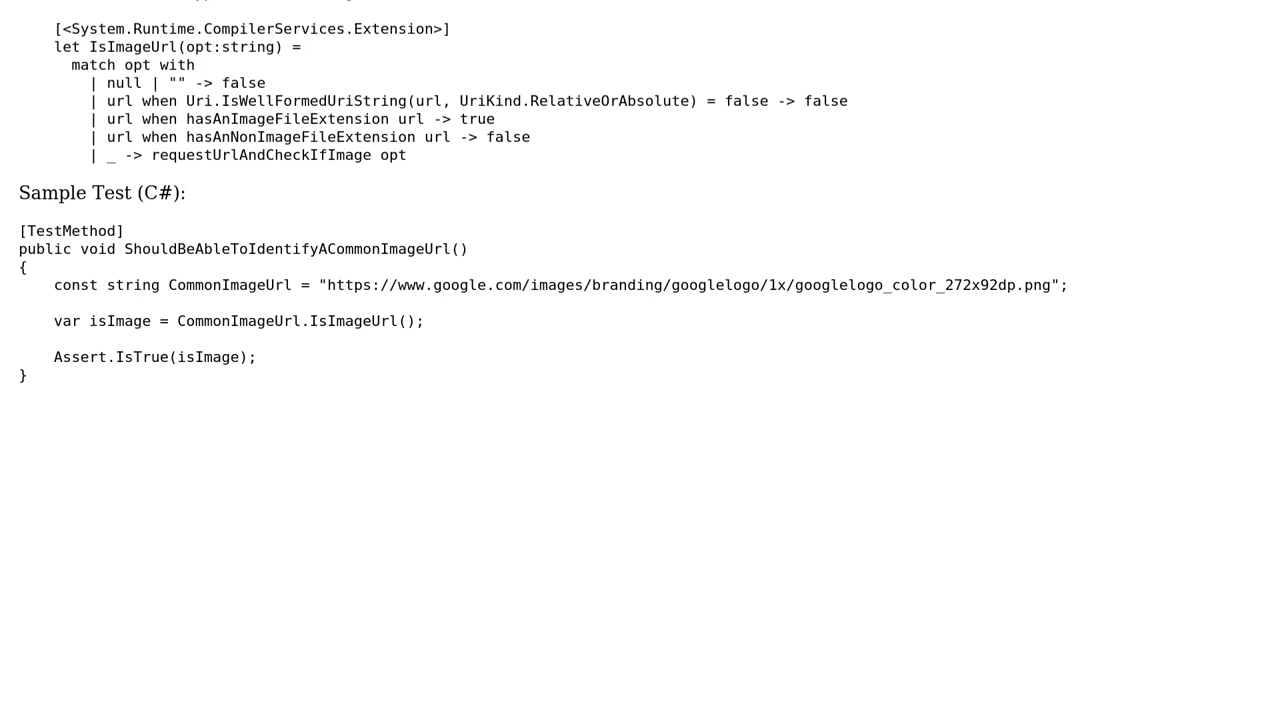 [<System.Runtime.CompilerServices.Extension>]
let IsImageUrl(opt:string) =
match opt with
| null | "" -> false
| url when Uri.IsWellFormedUriString(url, UriKind.RelativeOrAbsolute) = false -> false
| url when hasAnImageFileExtension url -> true
| url when hasAnNonImageFileExtension url -> false
| _ -> requestUrlAndCheckIfImage opt
Sample Test (C#):
[TestMethod]
public void ShouldBeAbleToIdentifyACommonImageUrl()
{
const string CommonImageUrl = "https://www.google.com/images/branding/googlelogo/1x/googlelogo_color_272x92dp.png";
var isImage = CommonImageUrl.IsImageUrl();
Assert.IsTrue(isImage);
}